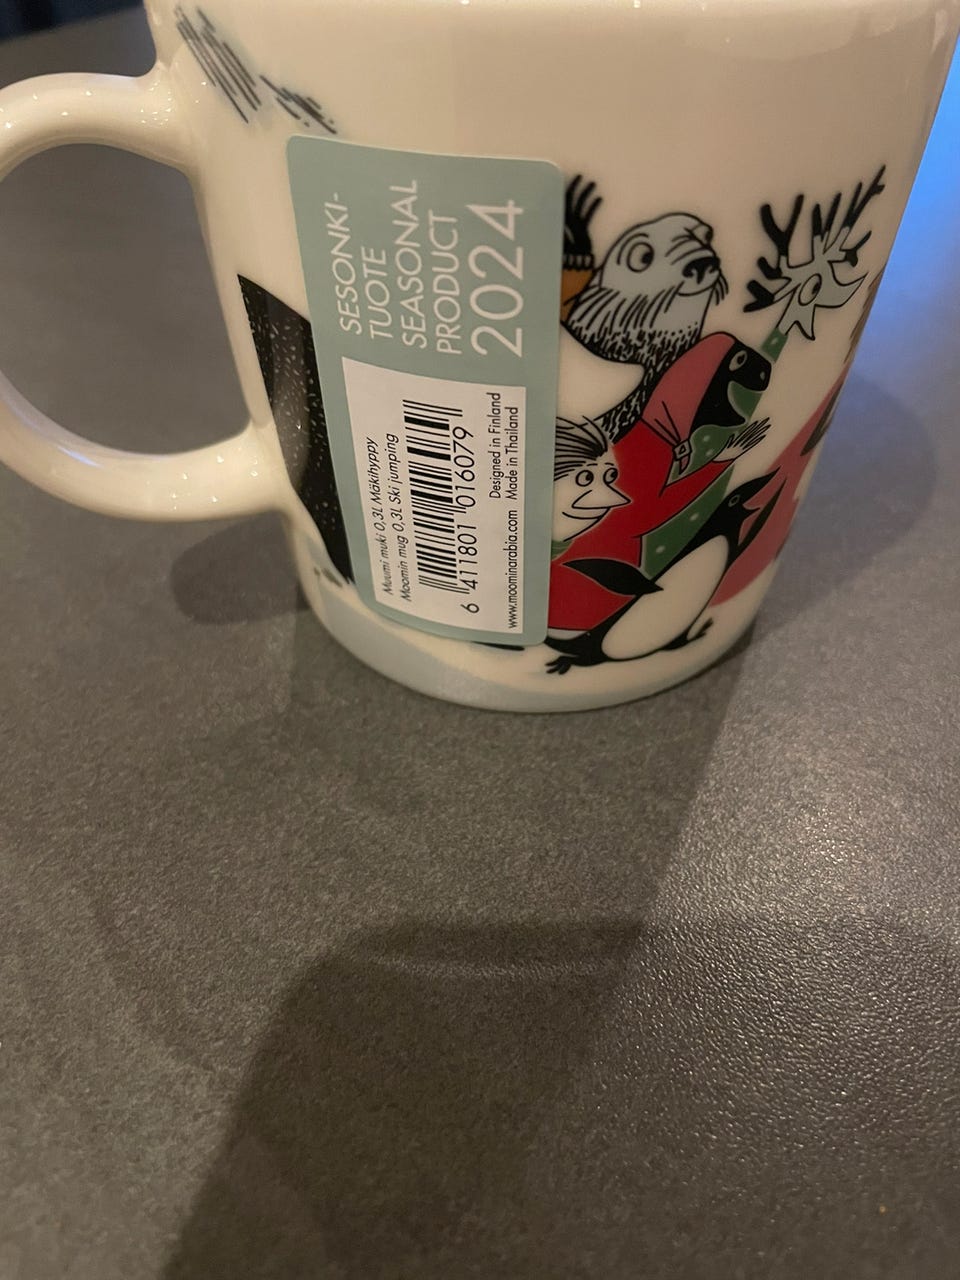 SESONKI-
TUOTE
SEASONAL
PRODUCT
2024
Muumi muki 0,3L Mäkihyppy
Moomin mug 0,3L Ski jumping
6 411801 016079
Designed in Finland
www.moominarabia.com Made in Thailand